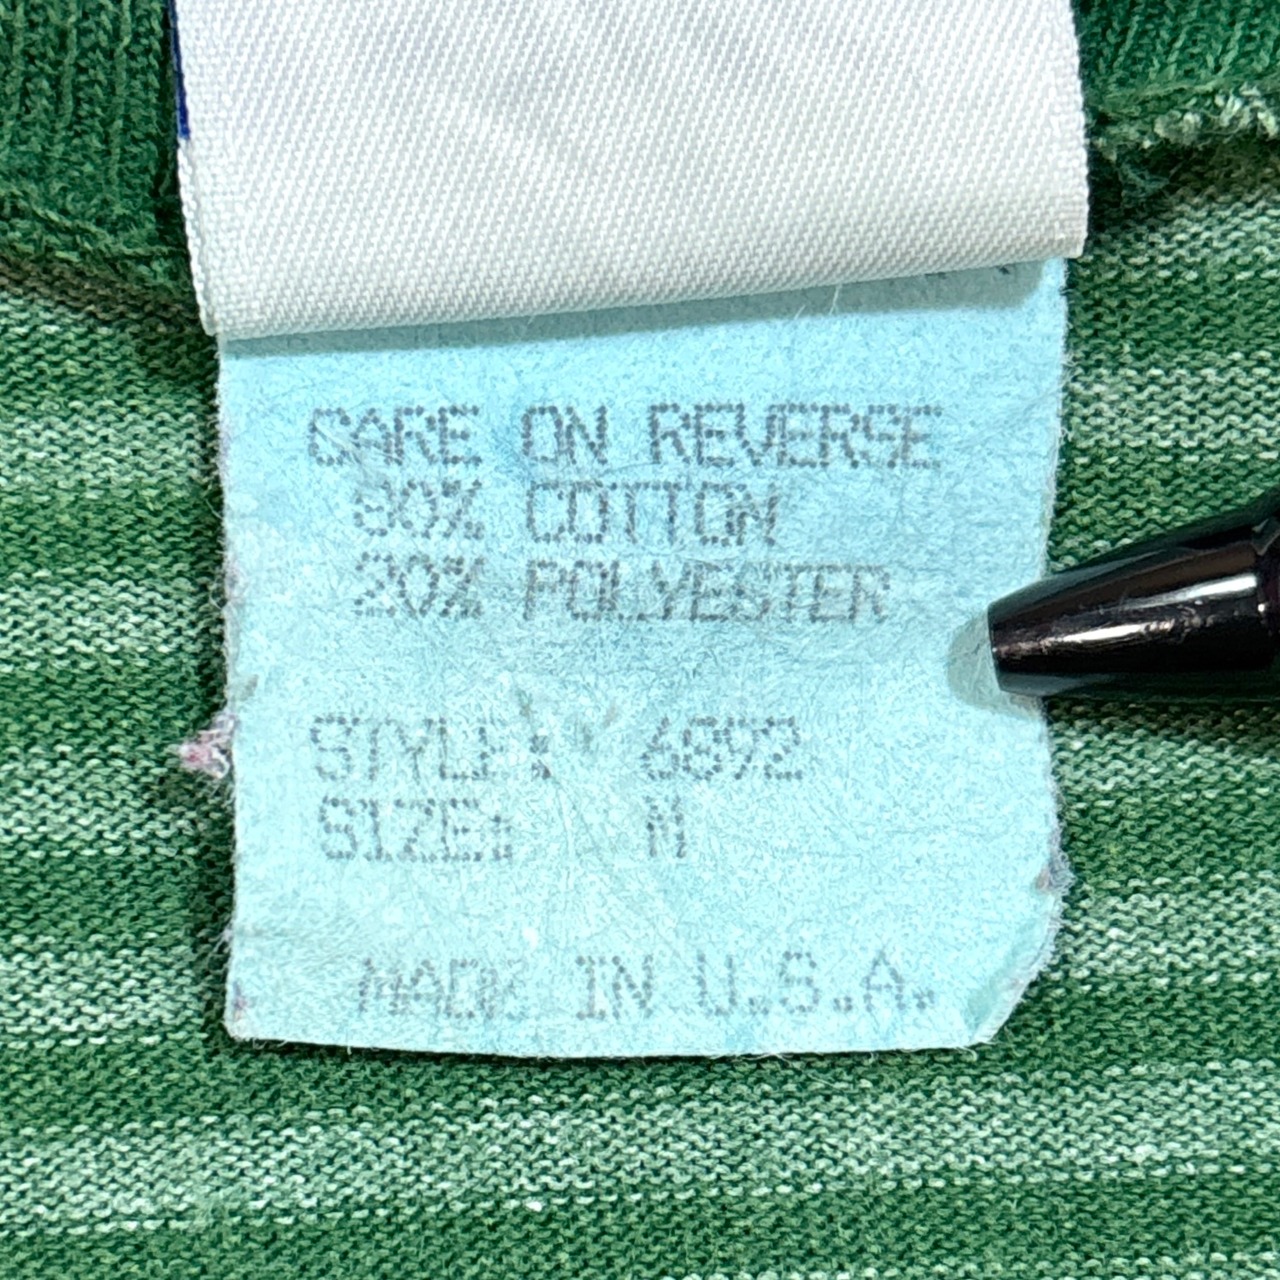 CARE ON REVERSE
80% COTTON
20% POLYESTER
STYLE: 6892
SIZE: M
MADE IN U.S.A.